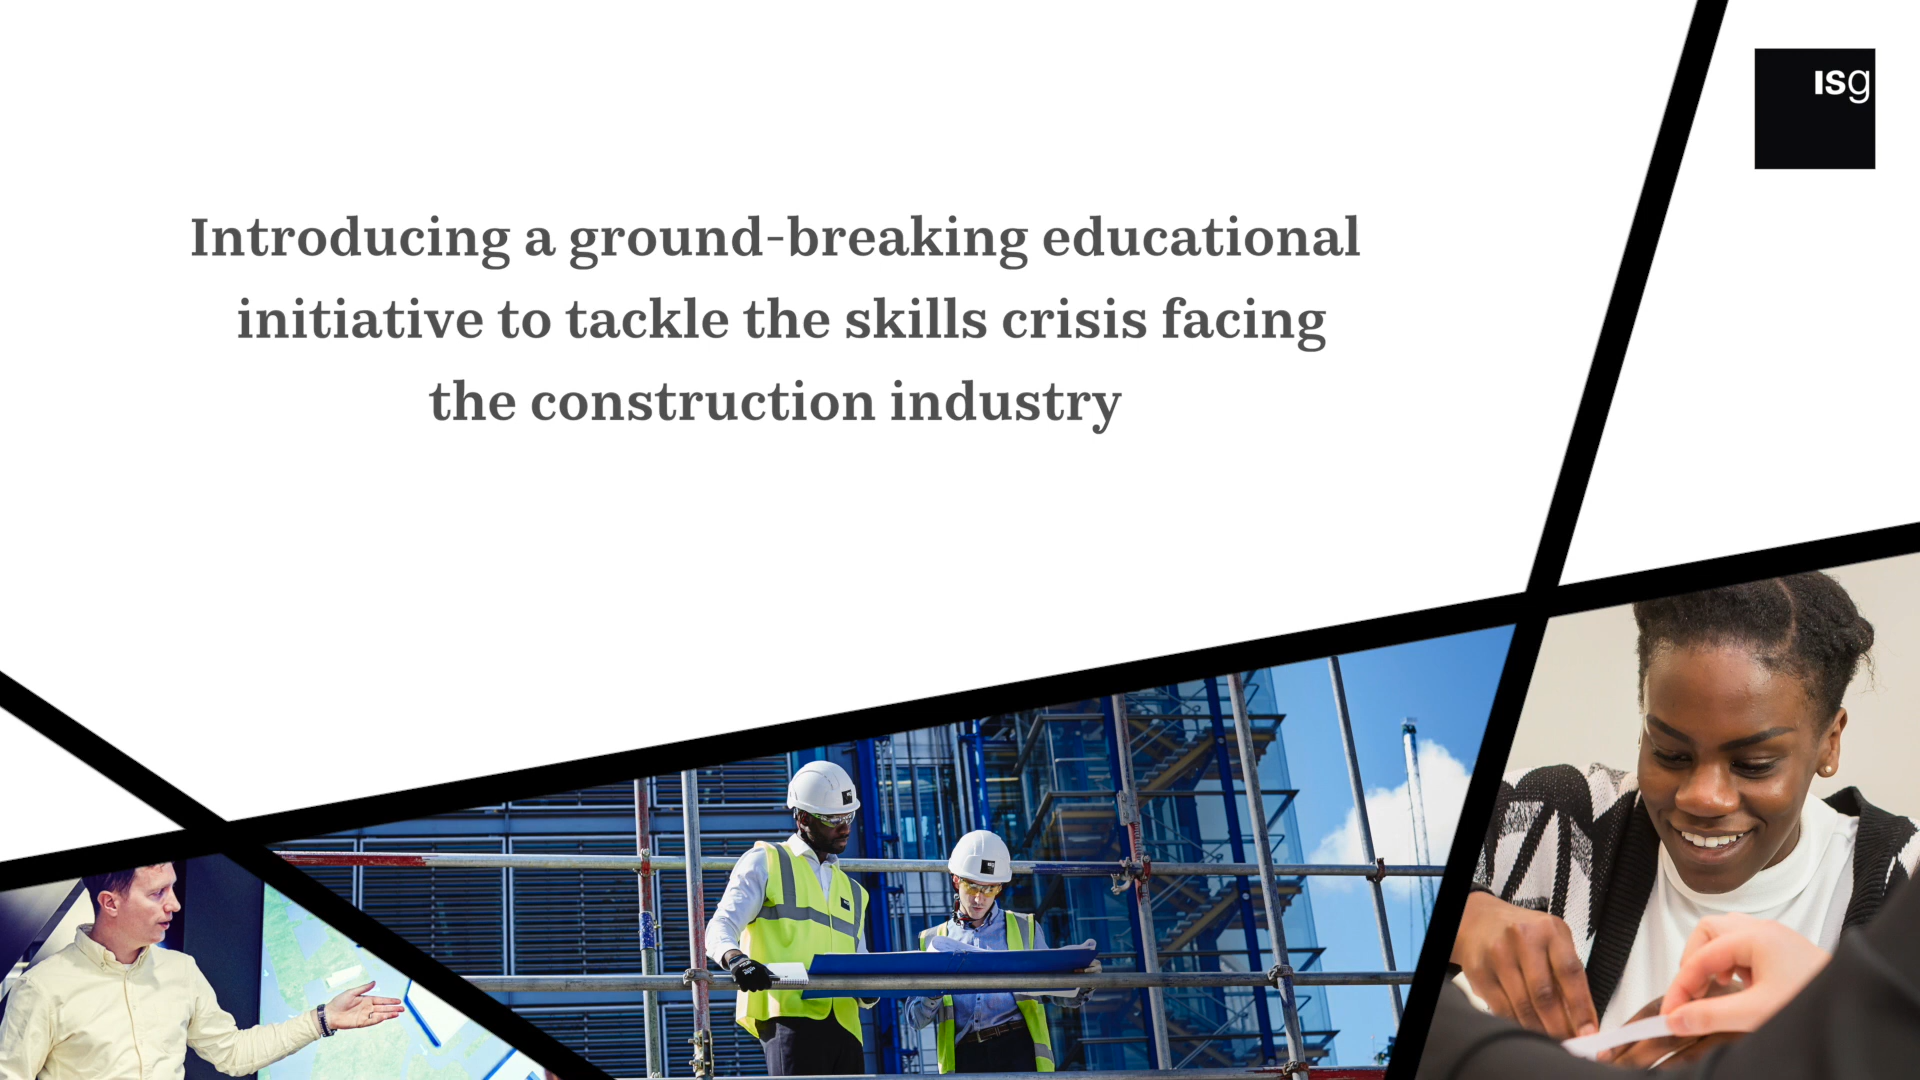 ISg
Introducing a ground-breaking educational
initiative to tackle the skills crisis facing
the construction industry